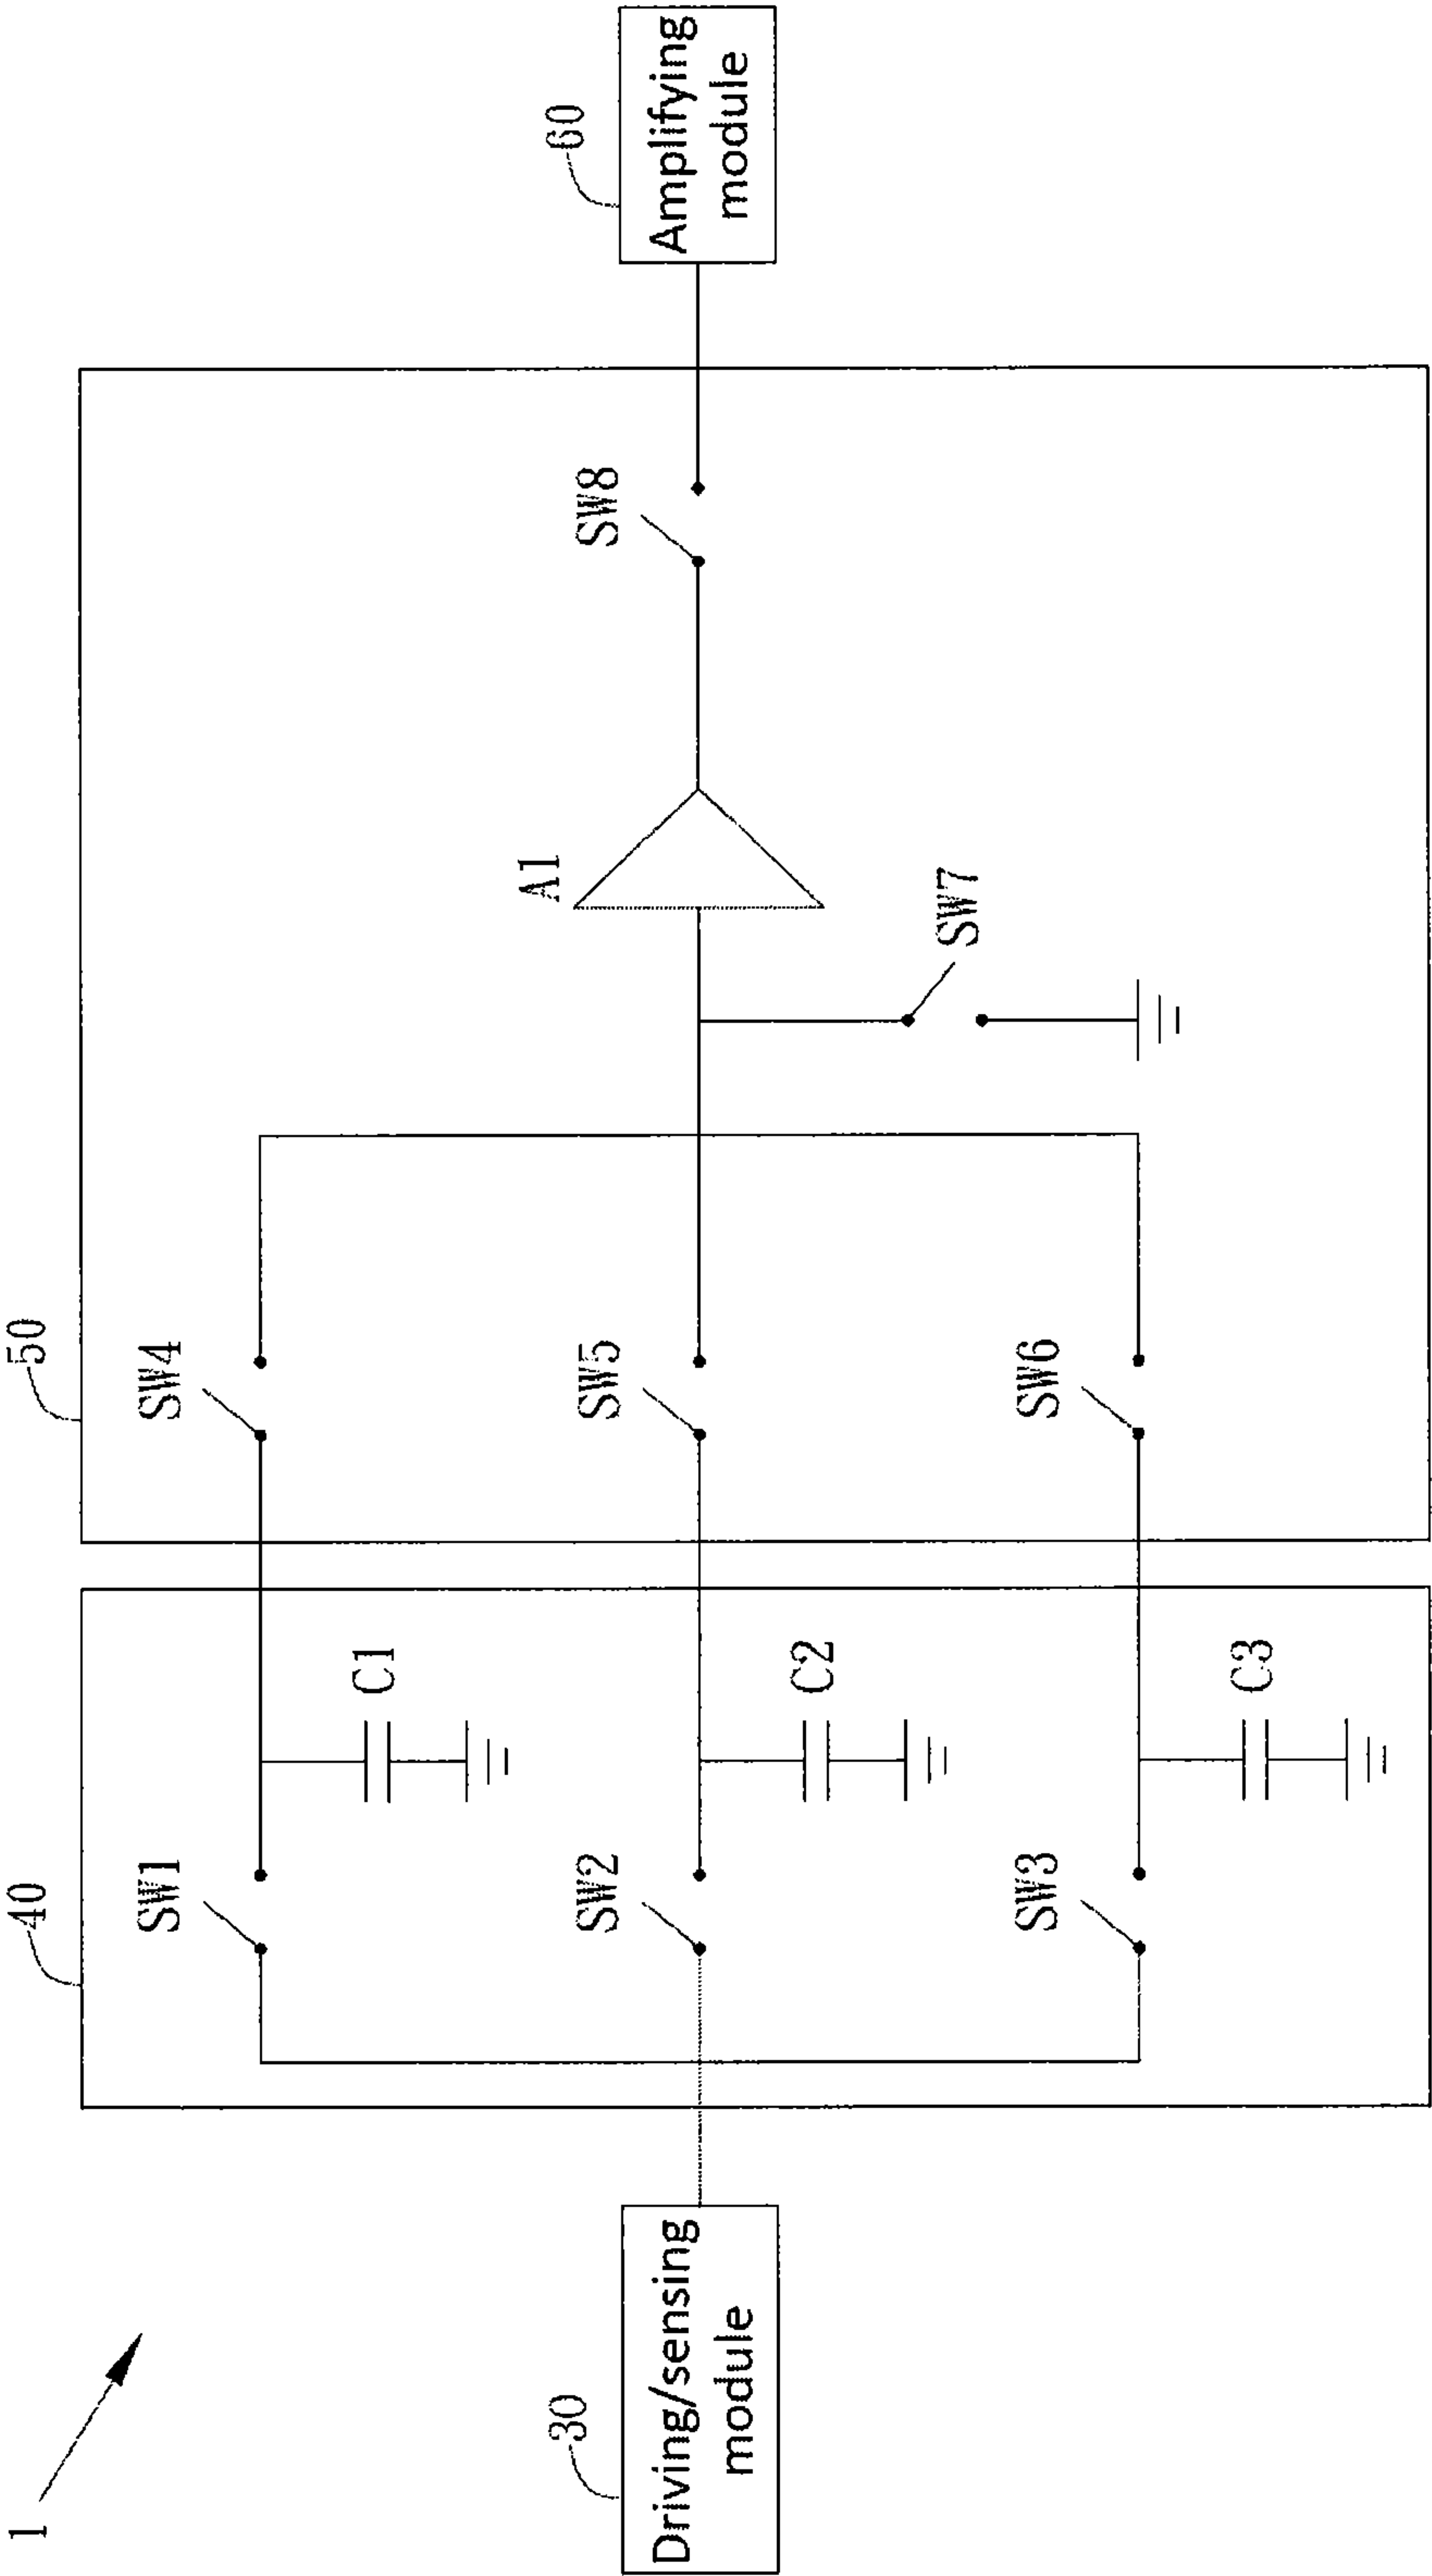 1
30
Driving/sensing
module
40
SW1
C1
SW2
C2
SW3
C3
50
SW4
SW5
SW6
A1
SW7
SW8
60
Amplifying
module